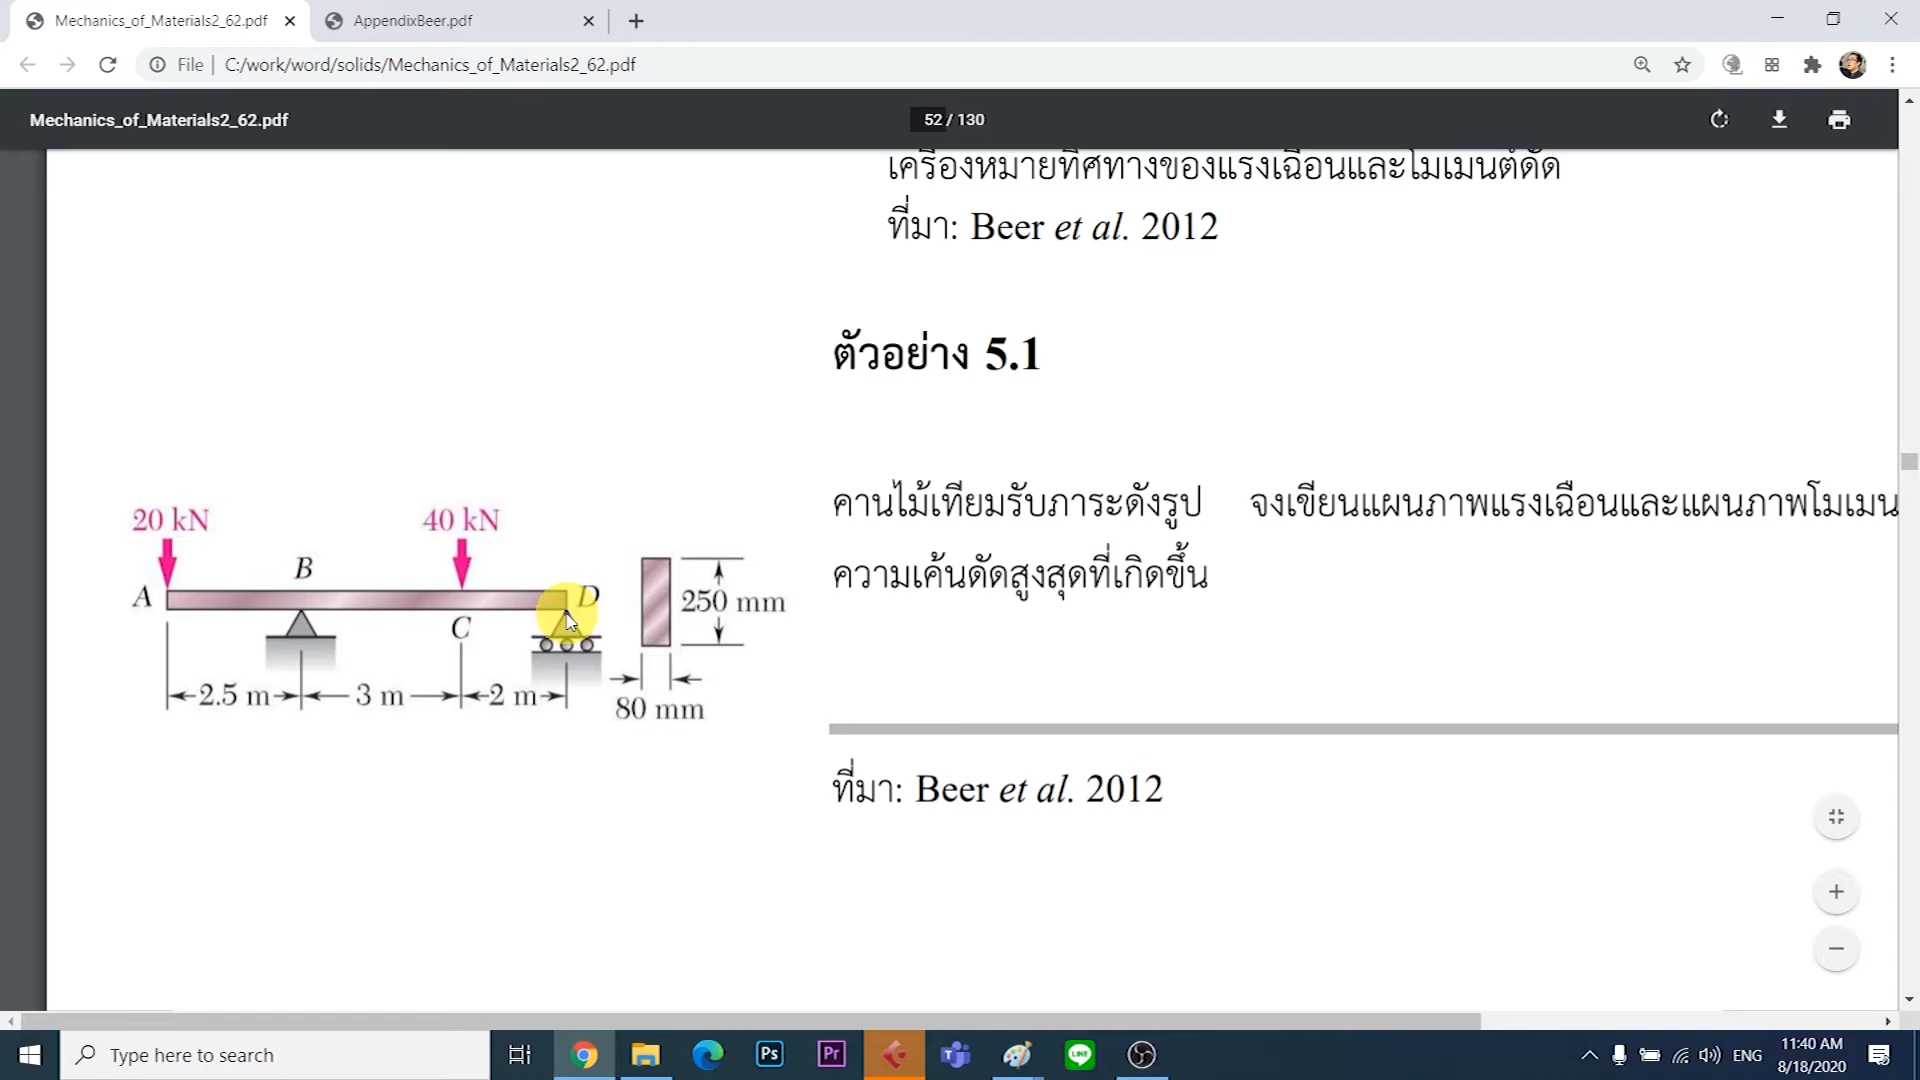 Mechanics_of_Materials2_62.pdf
AppendixBeer.pdf
File
C:/work/word/solids/Mechanics_of_Materials2_62.pdf
Mechanics_of_Materials2_62.pdf
52 / 130
เครื่องหมายทิศทางของแรงเฉือนและโมเมนต์ดัด
ที่มา: Beer et al. 2012
ตัวอย่าง 5.1
คานไม้เทียมรับภาระดังรูป จงเขียนแผนภาพแรงเฉือนและแผนภาพโมเมน
ความเค้นดัดสูงสุดที่เกิดขึ้น
20 kN
40 kN
B
A
D
C
250 mm
2.5 m
3 m
2 m
80 mm
ที่มา: Beer et al. 2012
Type here to search
Ps
Pr
T
LINE
ENG
11:40 AM
8/18/2020